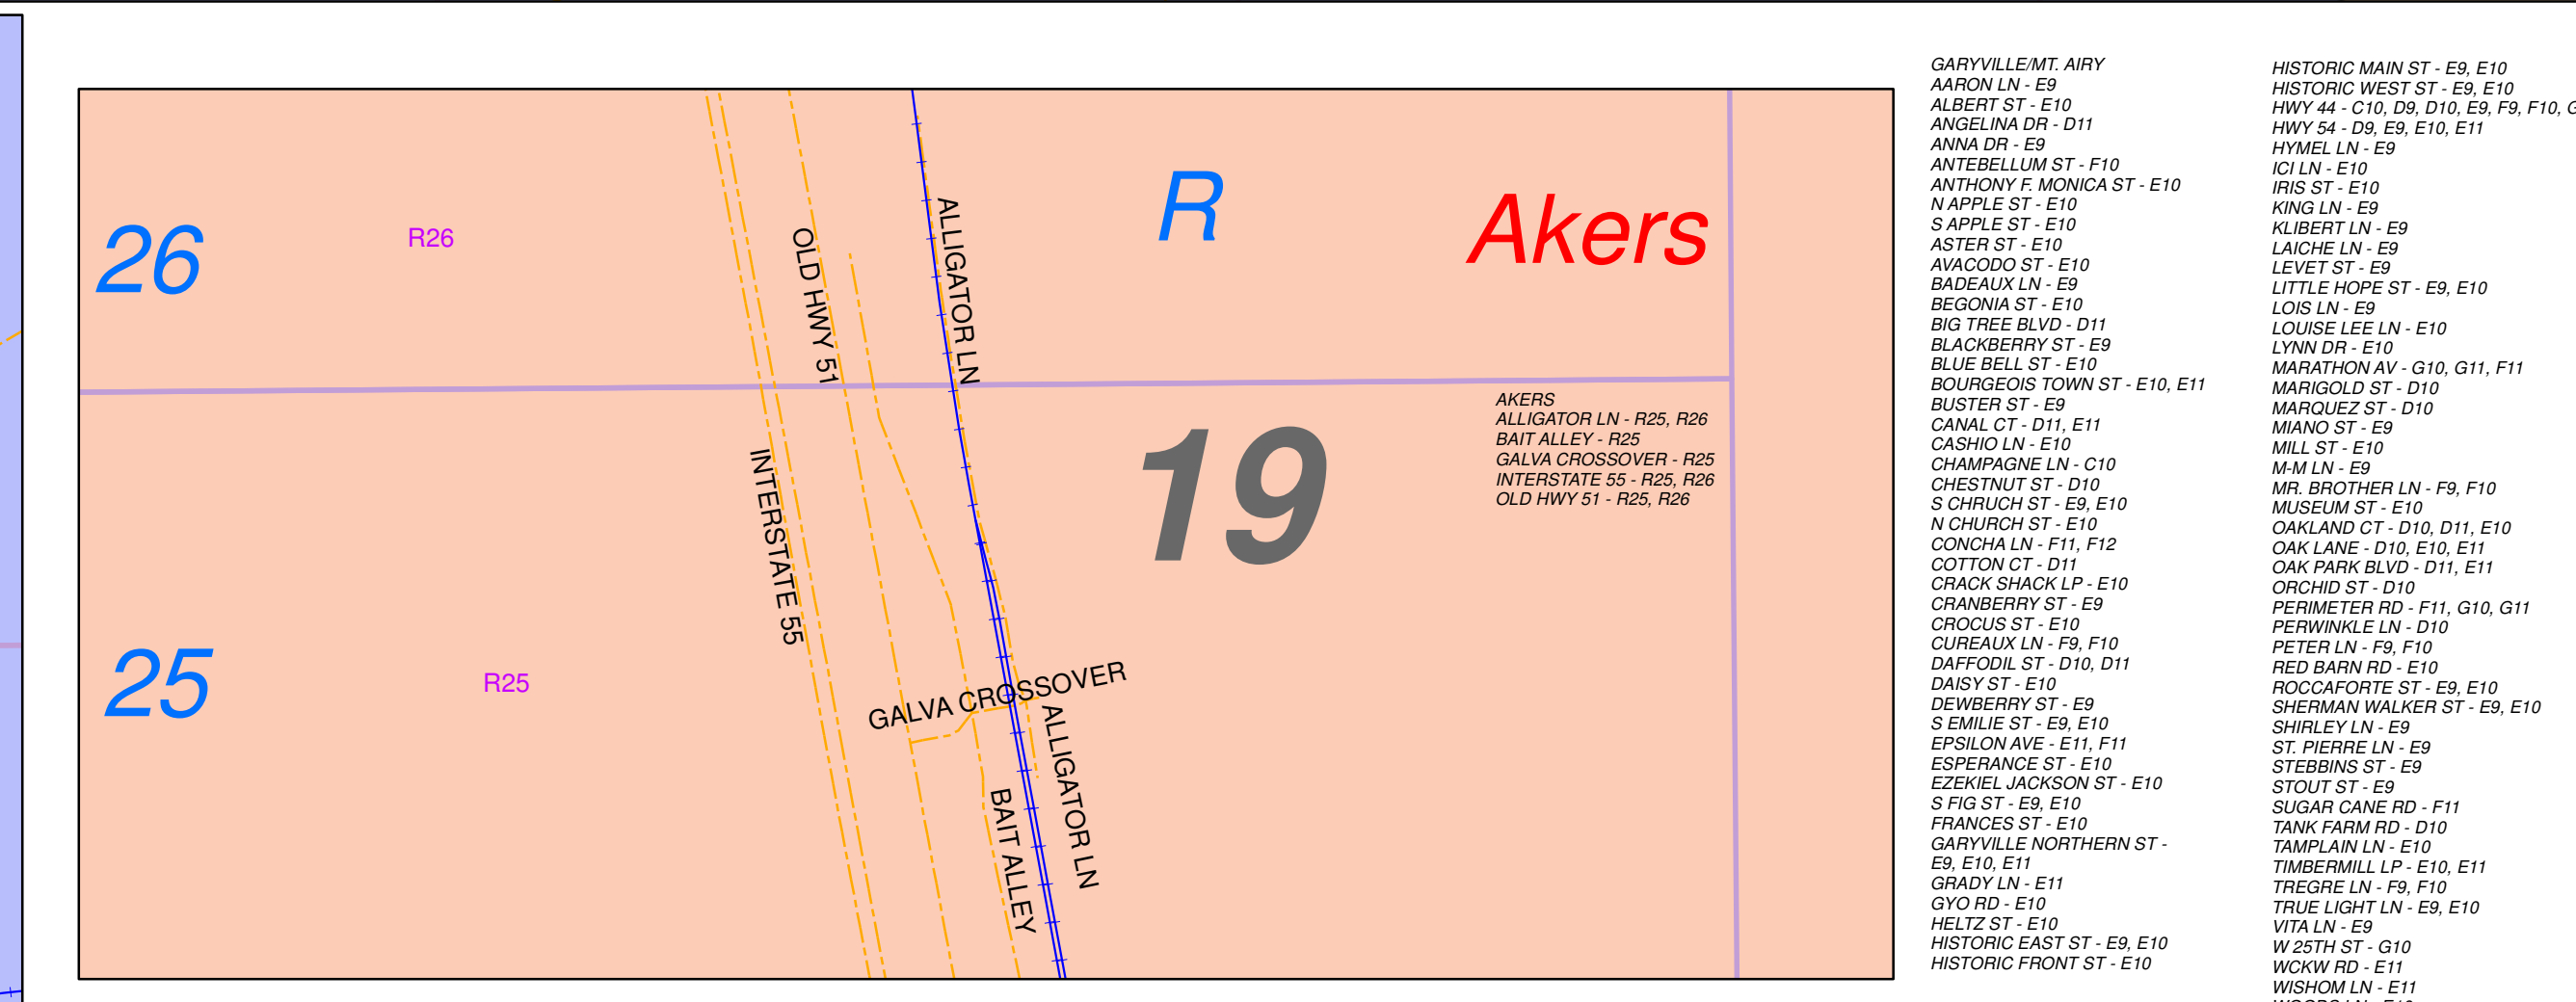 26
R26
R
Akers
OLD HWY 51
ALLIGATOR LN
19
AKERS
ALLIGATOR LN - R25, R26
BAIT ALLEY - R25
GALVA CROSSOVER - R25
INTERSTATE 55 - R25, R26
OLD HWY 51 - R25, R26
INTERSTATE 55
25
R25
GALVA CROSSOVER
ALLIGATOR LN
BAIT ALLEY
GARYVILLE/MT. AIRY
AARON LN - E9
ALBERT ST - E10
ANGELINA DR - D11
ANNA DR - E9
ANTEBELLUM ST - F10
ANTHONY F. MONICA ST - E10
N APPLE ST - E10
S APPLE ST - E10
ASTER ST - E10
AVACODO ST - E10
BADEAUX LN - E9
BEGONIA ST - E10
BIG TREE BLVD - D11
BLACKBERRY ST - E9
BLUE BELL ST - E10
BOURGEOIS TOWN ST - E10, E11
BUSTER ST - E9
CANAL CT - D11, E11
CASHIO LN - E10
CHAMPAGNE LN - C10
CHESTNUT ST - D10
S CHRUCH ST - E9, E10
N CHURCH ST - E10
CONCHA LN - F11, F12
COTTON CT - D11
CRACK SHACK LP - E10
CRANBERRY ST - E9
CROCUS ST - E10
CUREAUX LN - F9, F10
DAFFODIL ST - D10, D11
DAISY ST - E10
DEWBERRY ST - E9
S EMILIE ST - E9, E10
EPSILON AVE - E11, F11
ESPERANCE ST - E10
EZEKIEL JACKSON ST - E10
S FIG ST - E9, E10
FRANCES ST - E10
GARYVILLE NORTHERN ST -
E9, E10, E11
GRADY LN - E11
GYO RD - E10
HELTZ ST - E10
HISTORIC EAST ST - E9, E10
HISTORIC FRONT ST - E10
HISTORIC MAIN ST - E9, E10
HISTORIC WEST ST - E9, E10
HWY 44 - C10, D9, D10, E9, F9, F10,
HWY 54 - D9, E9, E10, E11
HYMEL LN - E9
ICI LN - E10
IRIS ST - E10
KING LN - E9
KLIBERT LN - E9
LAICHE LN - E9
LEVET ST - E9
LITTLE HOPE ST - E9, E10
LOIS LN - E9
LOUISE LEE LN - E10
LYNN DR - E10
MARATHON AV - G10, G11, F11
MARIGOLD ST - D10
MARQUEZ ST - D10
MIANO ST - E9
MILL ST - E10
M-M LN - E9
MR. BROTHER LN - F9, F10
MUSEUM ST - E10
OAKLAND CT - D10, D11, E10
OAK LANE - D10, E10, E11
OAK PARK BLVD - D11, E11
ORCHID ST - D10
PERIMETER RD - F11, G10, G11
PERWINKLE LN - D10
PETER LN - F9, F10
RED BARN RD - E10
ROCCAFORTE ST - E9, E10
SHERMAN WALKER ST - E9, E10
SHIRLEY LN - E9
ST. PIERRE LN - E9
STEBBINS ST - E9
STOUT ST - E9
SUGAR CANE RD - F11
TANK FARM RD - D10
TAMPLAIN LN - E10
TIMBERMILL LP - E10, E11
TREGRE LN - F9, F10
TRUE LIGHT LN - E9, E10
VITA LN - E9
W 25TH ST - G10
WCKW RD - E11
WISHOM LN - E11